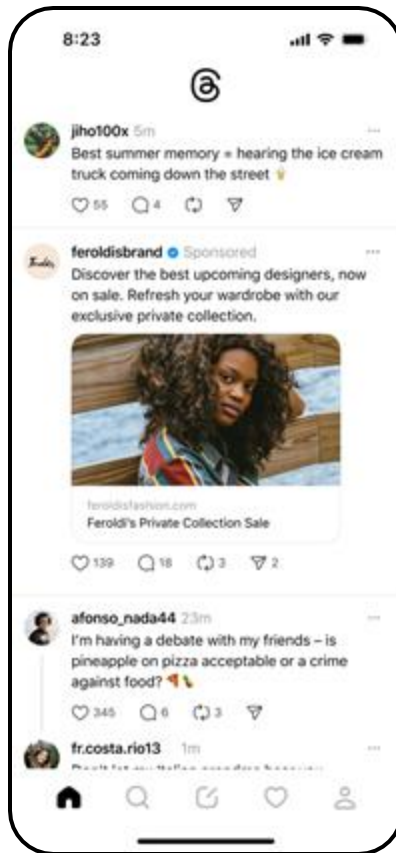 8:23
jiho100x 5m
Best summer memory = hearing the ice cream
truck coming down the street
55 4
feroldisbrand Sponsored
Discover the best upcoming designers, now
on sale. Refresh your wardrobe with our
exclusive private collection.
feroldisfashion.com
Feroldi's Private Collection Sale
139 18 3 2
afonso_nada44 23m
I'm having a debate with my friends – is
pineapple on pizza acceptable or a crime
against food?
345 6 3
fr.costa.rio13 1m